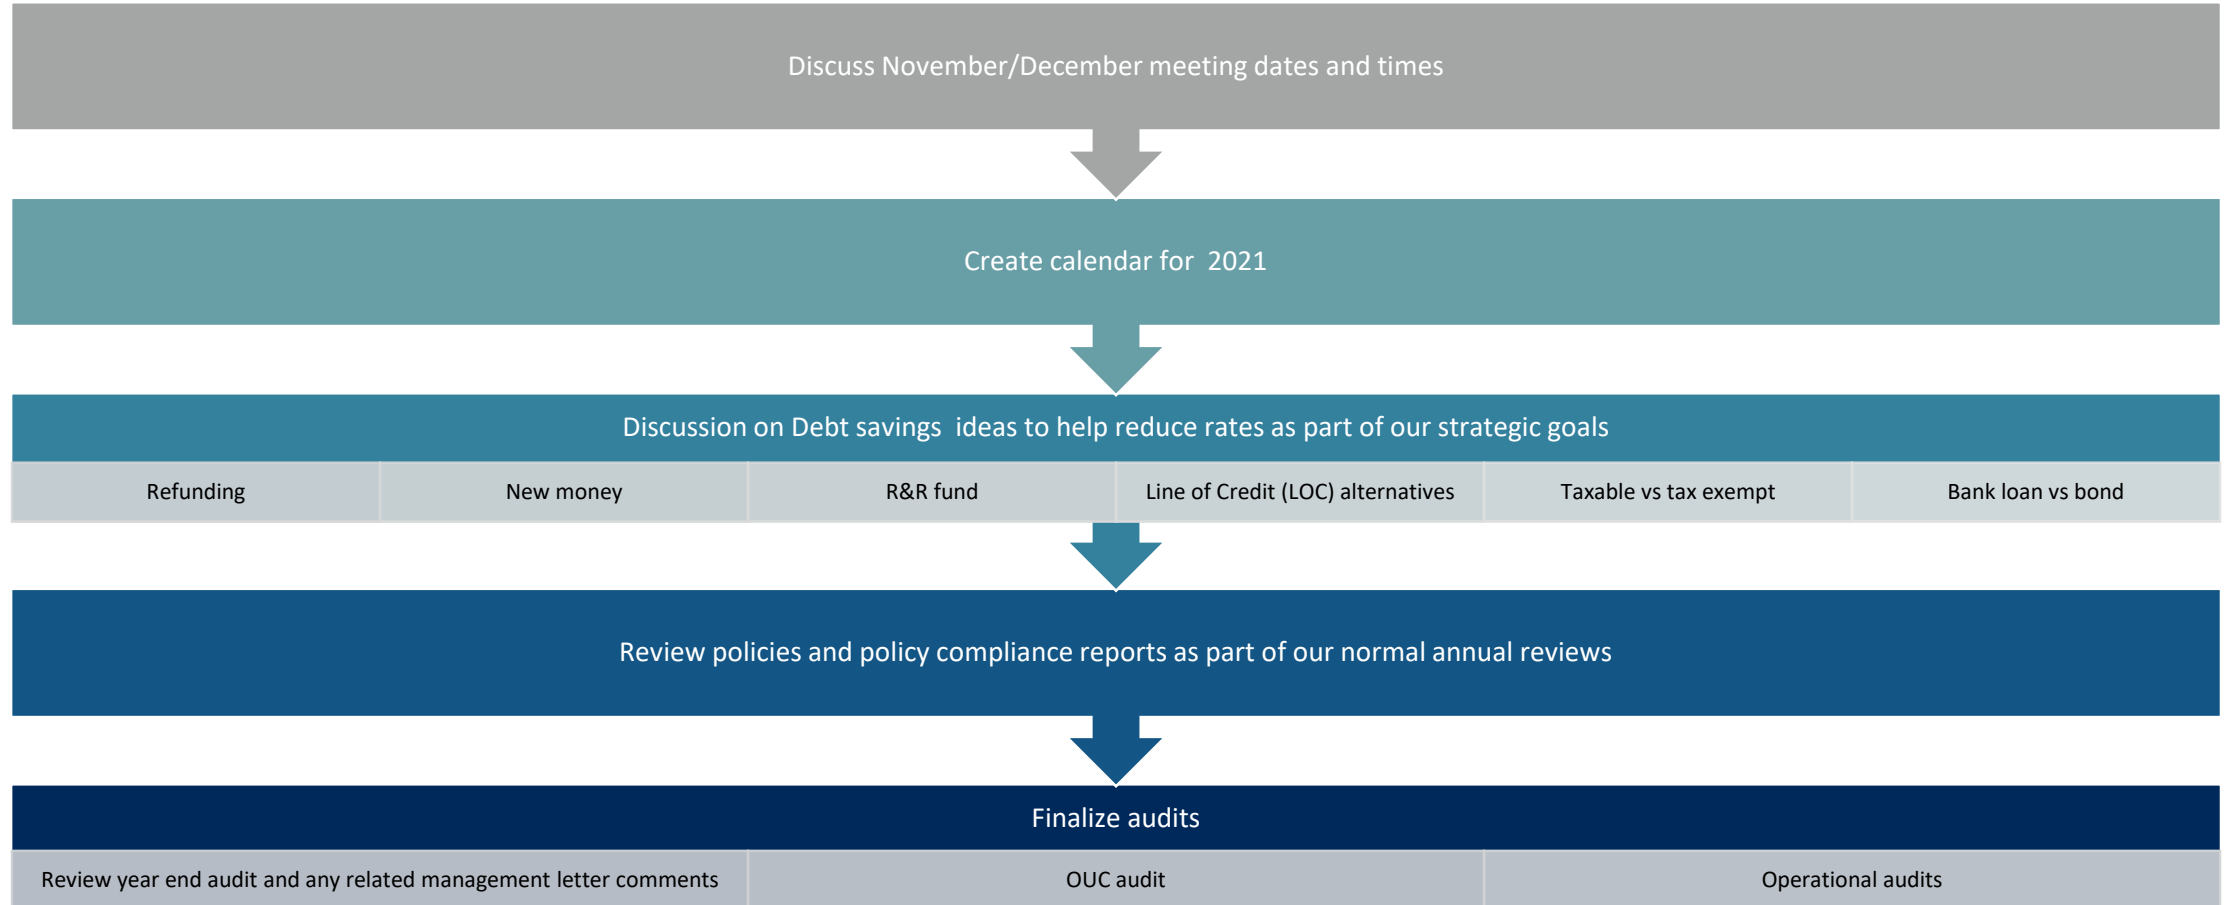 Discuss November/December meeting dates and times
Create calendar for  2021
Discussion on Debt savings  ideas to help reduce rates as part of our strategic goals
Refunding
New money
R&R fund
Line of Credit (LOC) alternatives
Taxable vs tax exempt
Bank loan vs bond
Review policies and policy compliance reports as part of our normal annual reviews
Finalize audits
Review year end audit and any related management letter comments
OUC audit
Operational audits